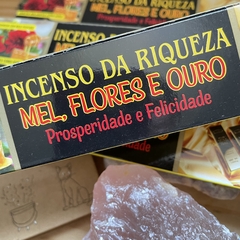 INCENSO DA RIQUEZA
MEL, FLORES E OURO
Prosperidade e Felicidade